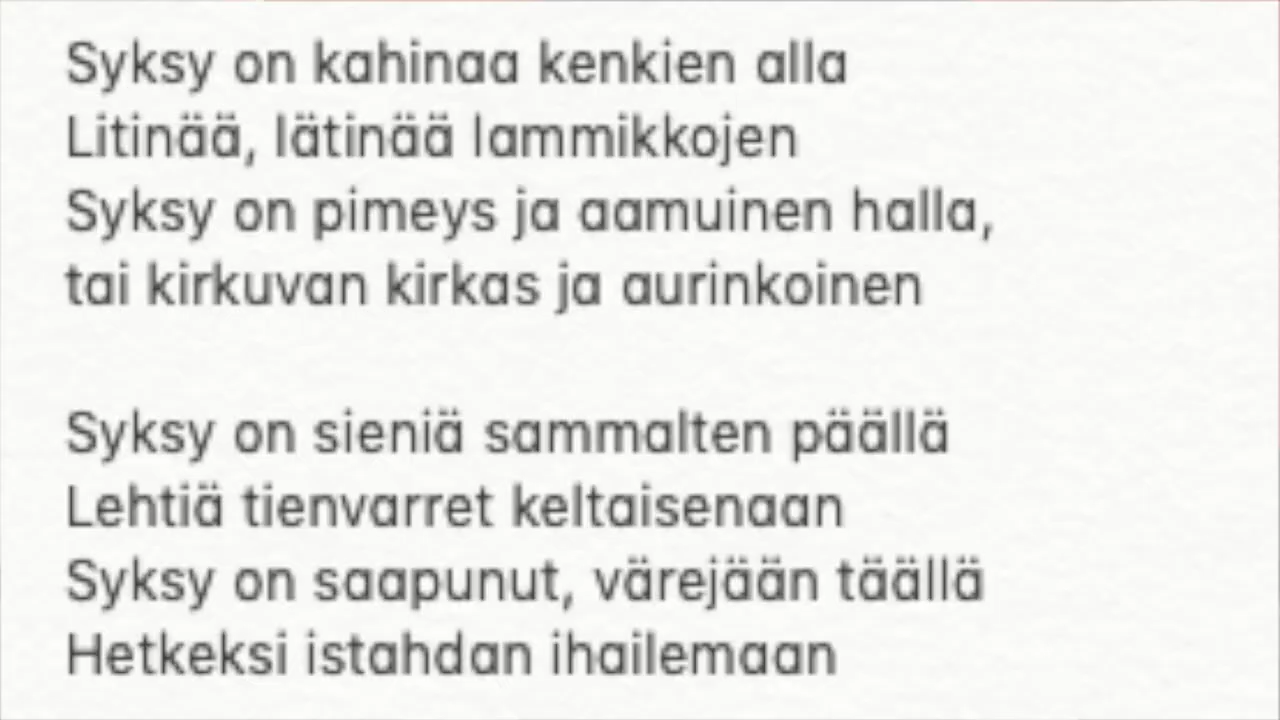 Syksy on kahinaa kenkien alla
Litinää, lätinää lammikkojen
Syksy on pimeys ja aamuinen halla,
tai kirkuvan kirkas ja aurinkoinen

Syksy on sieniä sammalten päällä
Lehtiä tienvarret keltaisenaan
Syksy on saapunut, värejään täällä
Hetkeksi istahdan ihailemaan